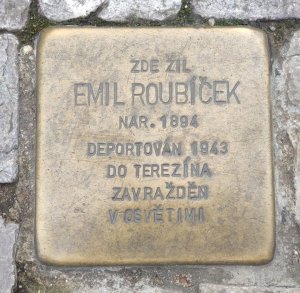 ZDE ŽIL
EMIL ROUBÍČEK
NAR. 1894
DEPORTOVÁN 1943
DO TEREZÍNA
ZAVRAŽDĚN
V OSVĚTIMI